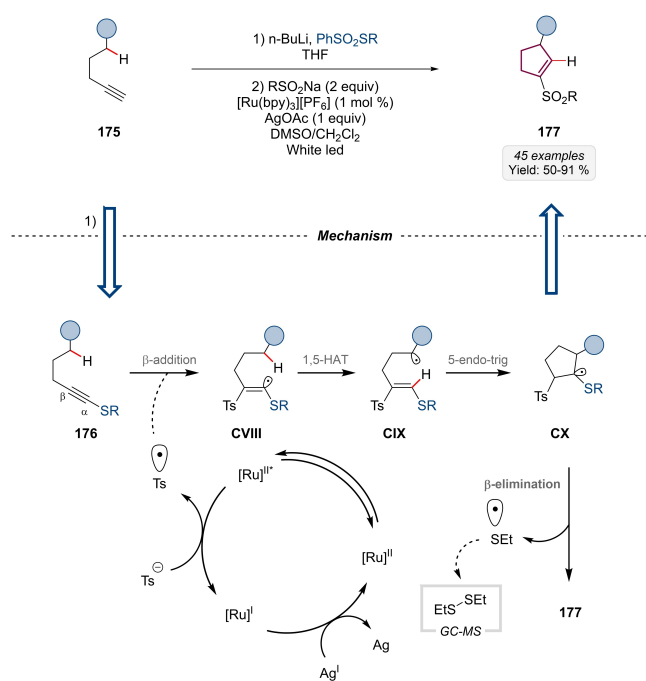 1) n-BuLi, PhSO₂SR
THF
2) RSO₂Na (2 equiv)
[Ru(bpy)₃][PF₆] (1 mol %)
AgOAc (1 equiv)
DMSO/CH₂Cl₂
White led
H
175
H
SO₂R
177
45 examples
Yield: 50-91 %
1)
Mechanism
H
β
α
SR
176
β-addition
H
Ts
SR
CVIII
1,5-HAT
H
Ts
SR
CIX
5-endo-trig
Ts
SR
CX
Ts
Ts⊖
[Ru]ᴵᴵ*
[Ru]ᴵᴵ
[Ru]ᴵ
Agᴵ
Ag
β-elimination
SEt
EtS
SEt
GC-MS
177